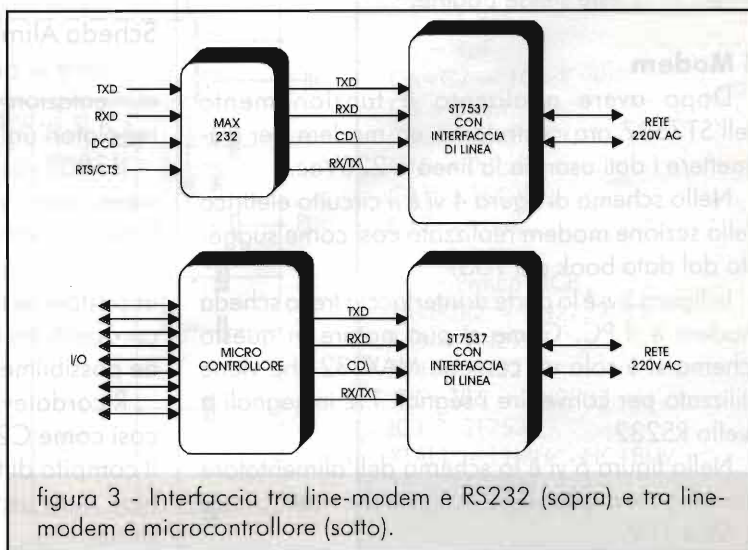 TXD
RXD
DCD
RTS/CTS
MAX
232
TXD
RXD
CD\
RX/TX\
ST7537
CON
INTERFACCIA
DI LINEA
RETE
220V AC
I/O
MICRO
CONTROLLORE
TXD
RXD
CD\
RX/TX\
ST7537
CON
INTERFACCIA
DI LINEA
RETE
220V AC
figura 3 - Interfaccia tra line-modem e RS232 (sopra) e tra line-
modem e microcontrollore (sotto).